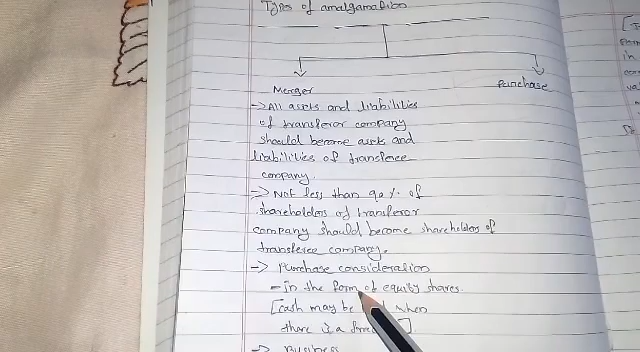 Types of amalgamation
Merger
Purchase
-> All assets and liabilities
of transferor company
should become assets and
liabilities of transferee
company.
-> Not less than 90% of
shareholders of transferor
company should become shareholders of
transferee company.
-> Purchase consideration
- in the form of equity shares.
[cash may be when
there is a ]
-> Business